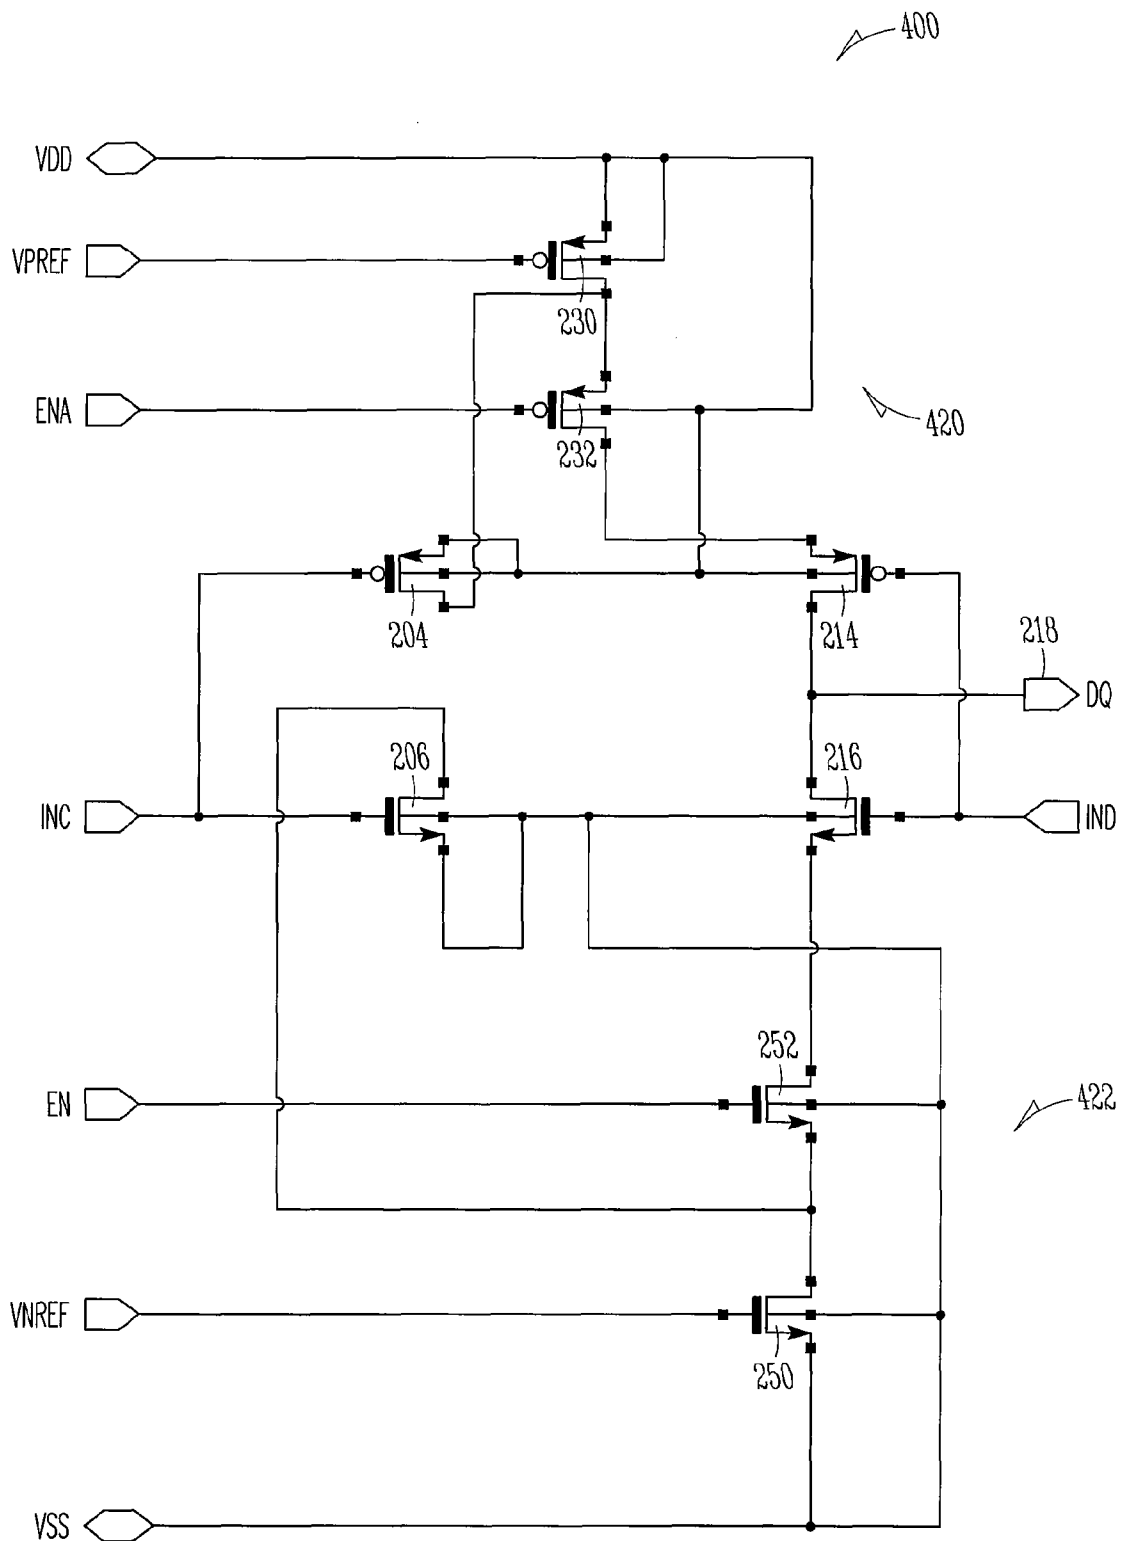 400
VDD
VPREF
230
ENA
420
232
204
214
218
DQ
206
216
INC
IND
252
EN
422
VNREF
250
VSS